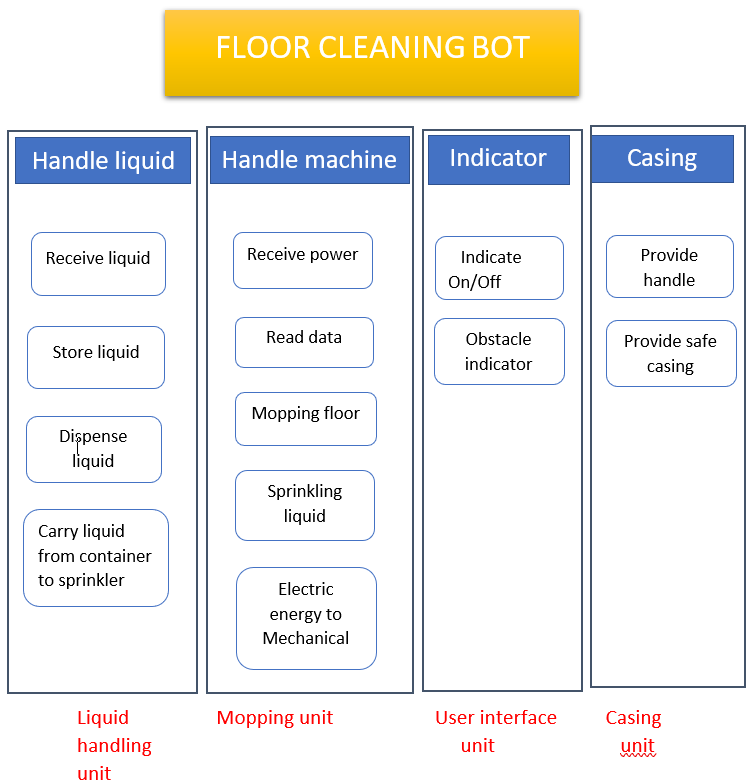 FLOOR CLEANING BOT
Handle liquid
Receive liquid
Store liquid
Dispense
liquid
Carry liquid
from container
to sprinkler
Liquid
handling
unit
Handle machine
Receive power
Read data
Mopping floor
Sprinkling
liquid
Electric
energy to
Mechanical
Mopping unit
Indicator
Indicate
On/Off
Obstacle
indicator
User interface
unit
Casing
Provide
handle
Provide safe
casing
Casing
unit